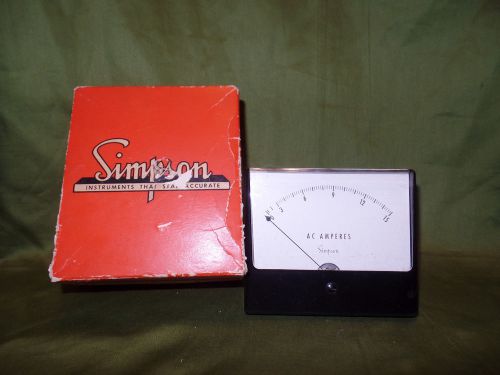 Simpson
INSTRUMENTS THAT STAY ACCURATE
0 3 6 9 12 15
AC AMPERES
Simpson